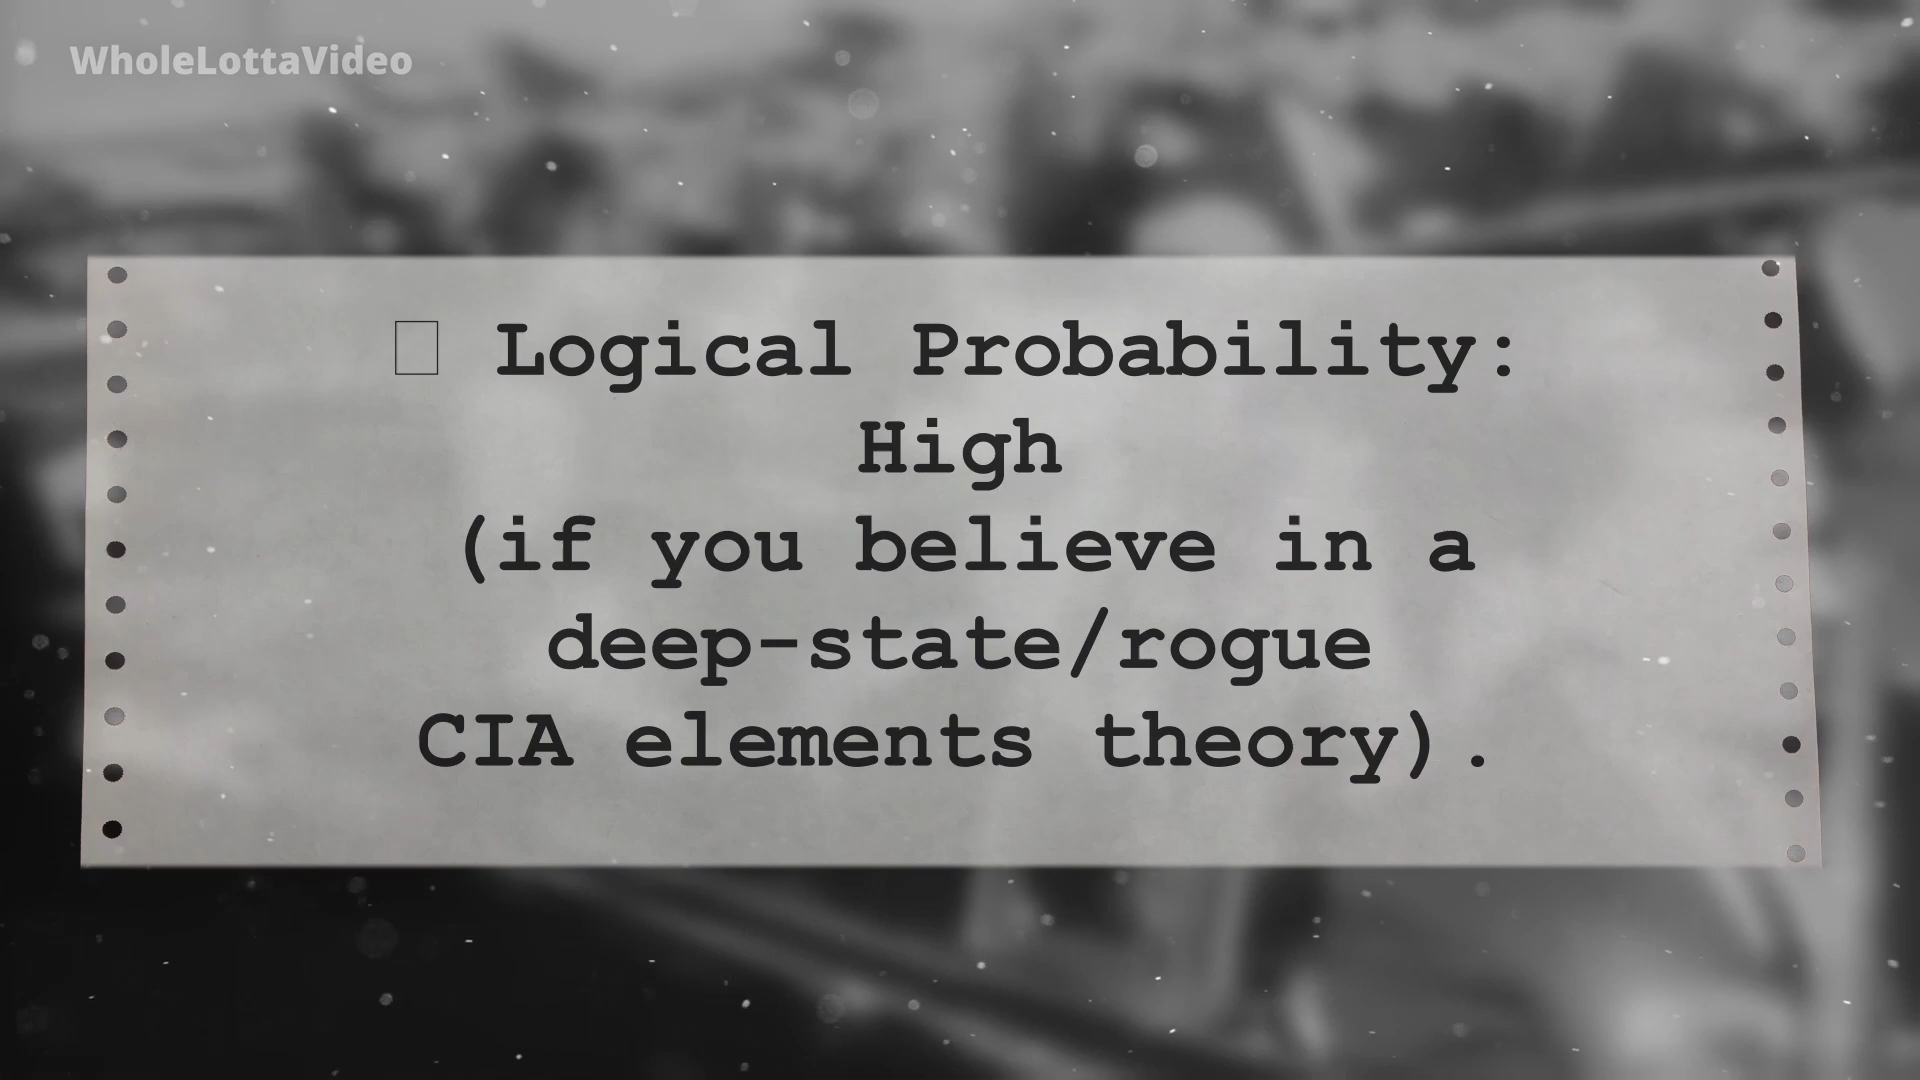 WholeLottaVideo
□ Logical Probability:
High
(if you believe in a
deep-state/rogue
CIA elements theory).